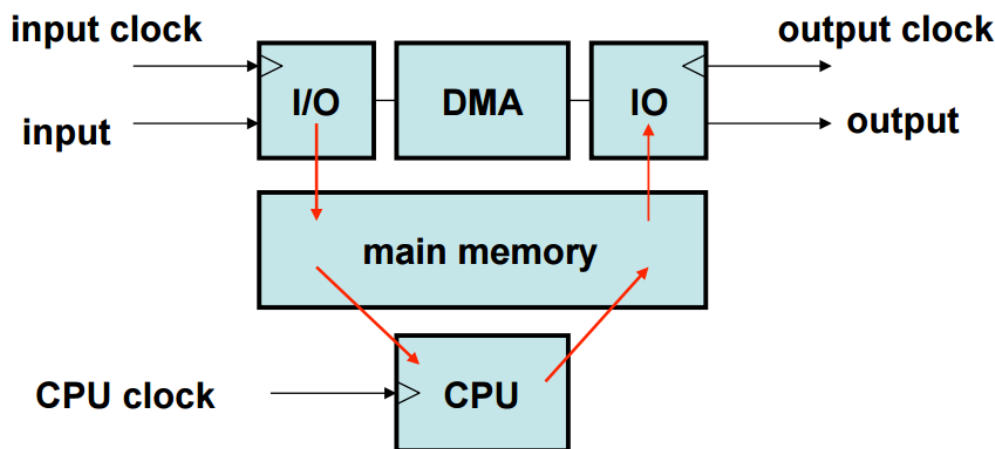 input clock
output clock
I/O
DMA
IO
input
output
main memory
CPU clock
CPU